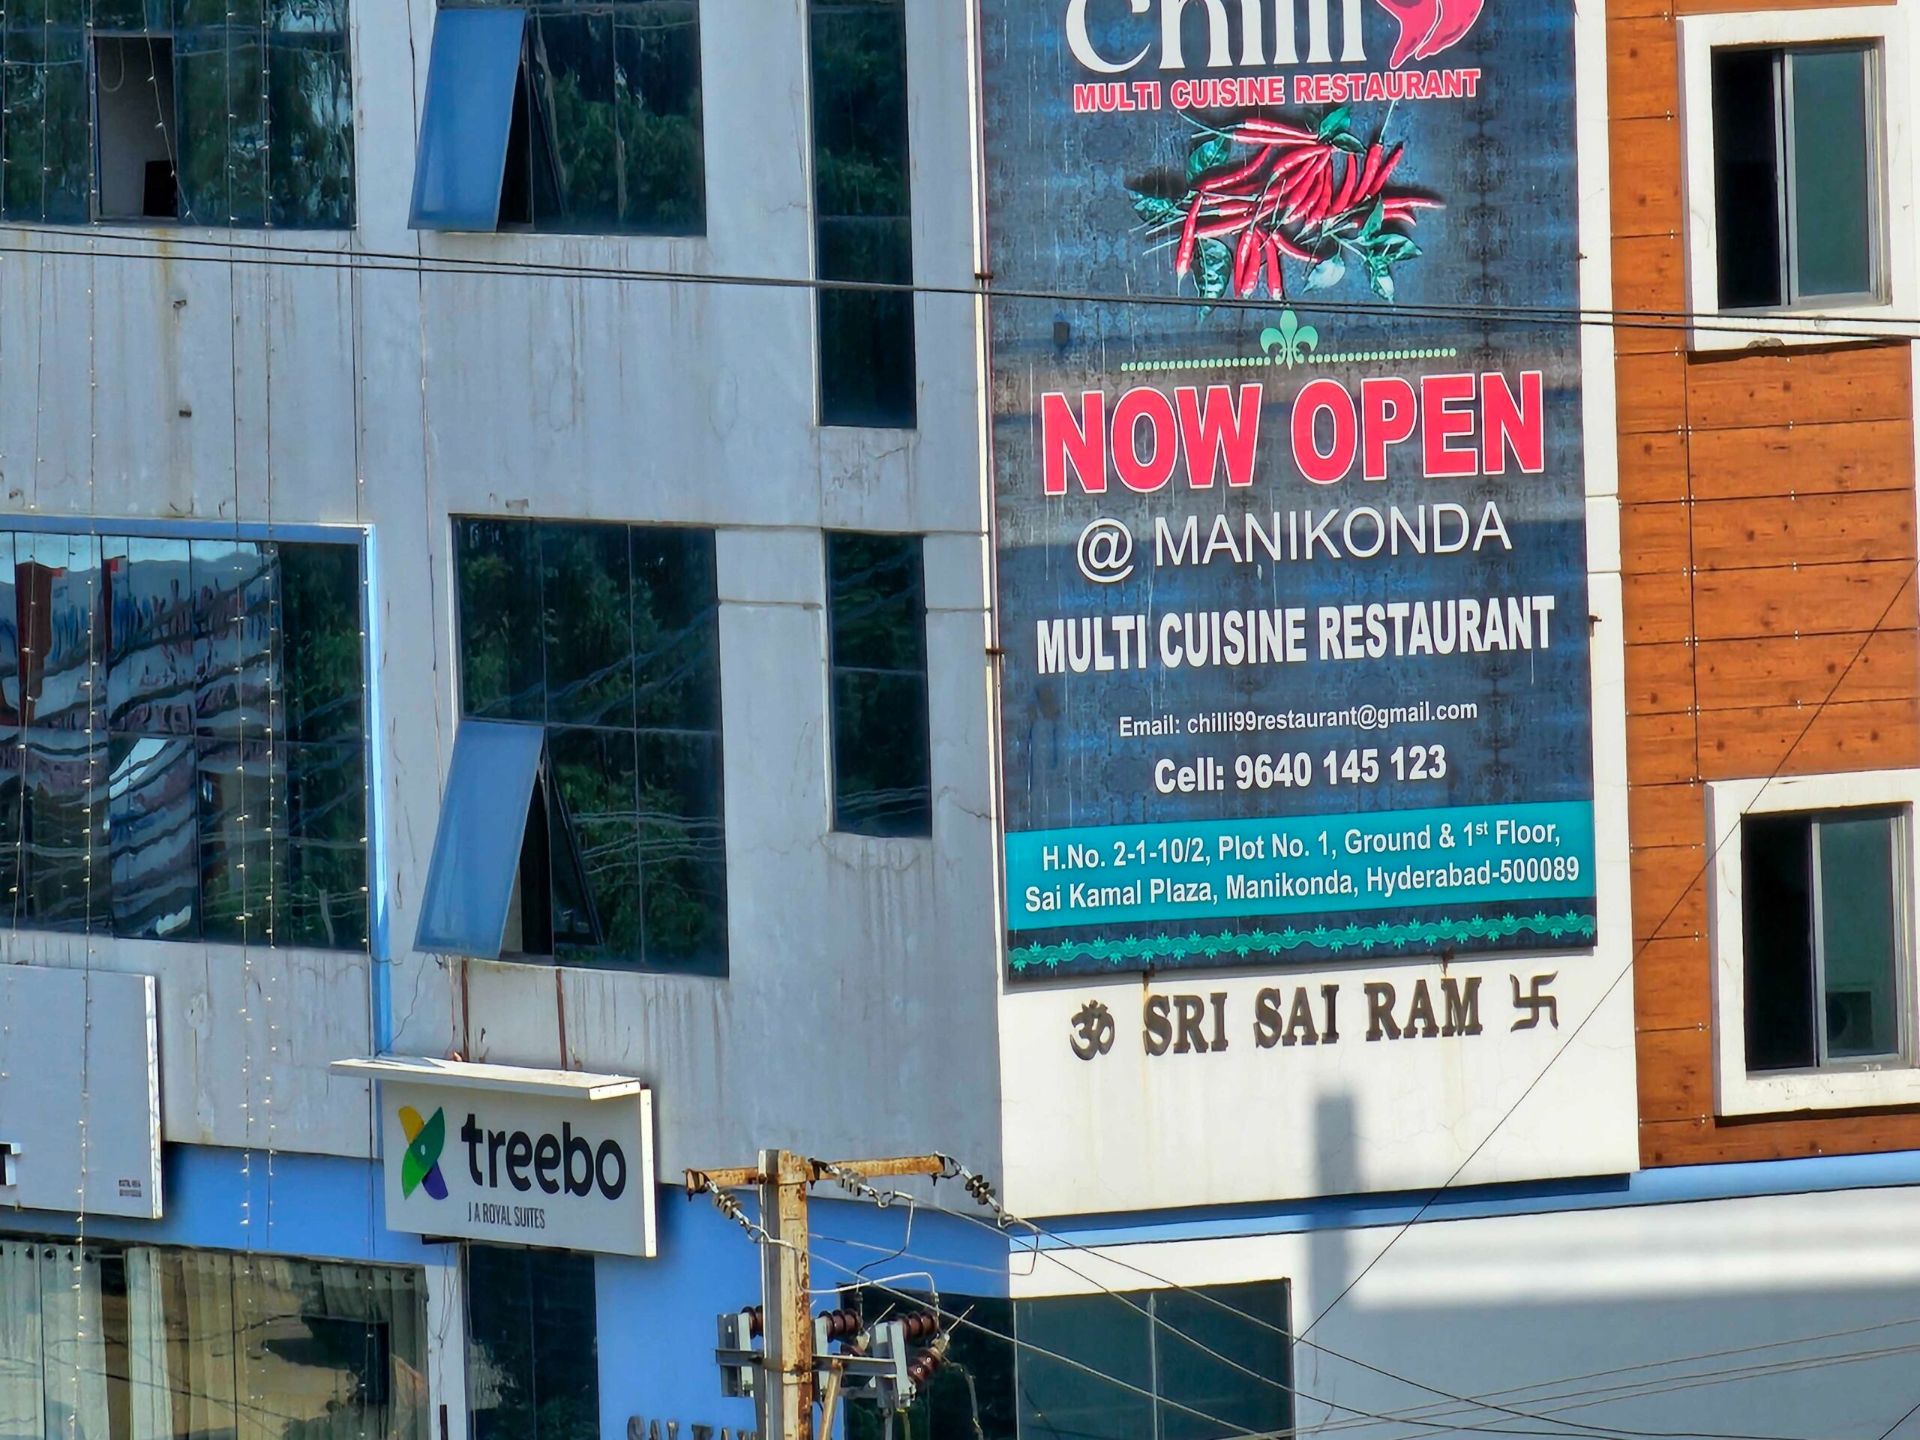 Chilli
MULTI CUISINE RESTAURANT
NOW OPEN
@ MANIKONDA
MULTI CUISINE RESTAURANT
Email: chilli99restaurant@gmail.com
Cell: 9640 145 123
H.No. 2-1-10/2, Plot No. 1, Ground & 1st Floor,
Sai Kamal Plaza, Manikonda, Hyderabad-500089
ॐ SRI SAI RAM 卐
treebo
J A ROYAL SUITES